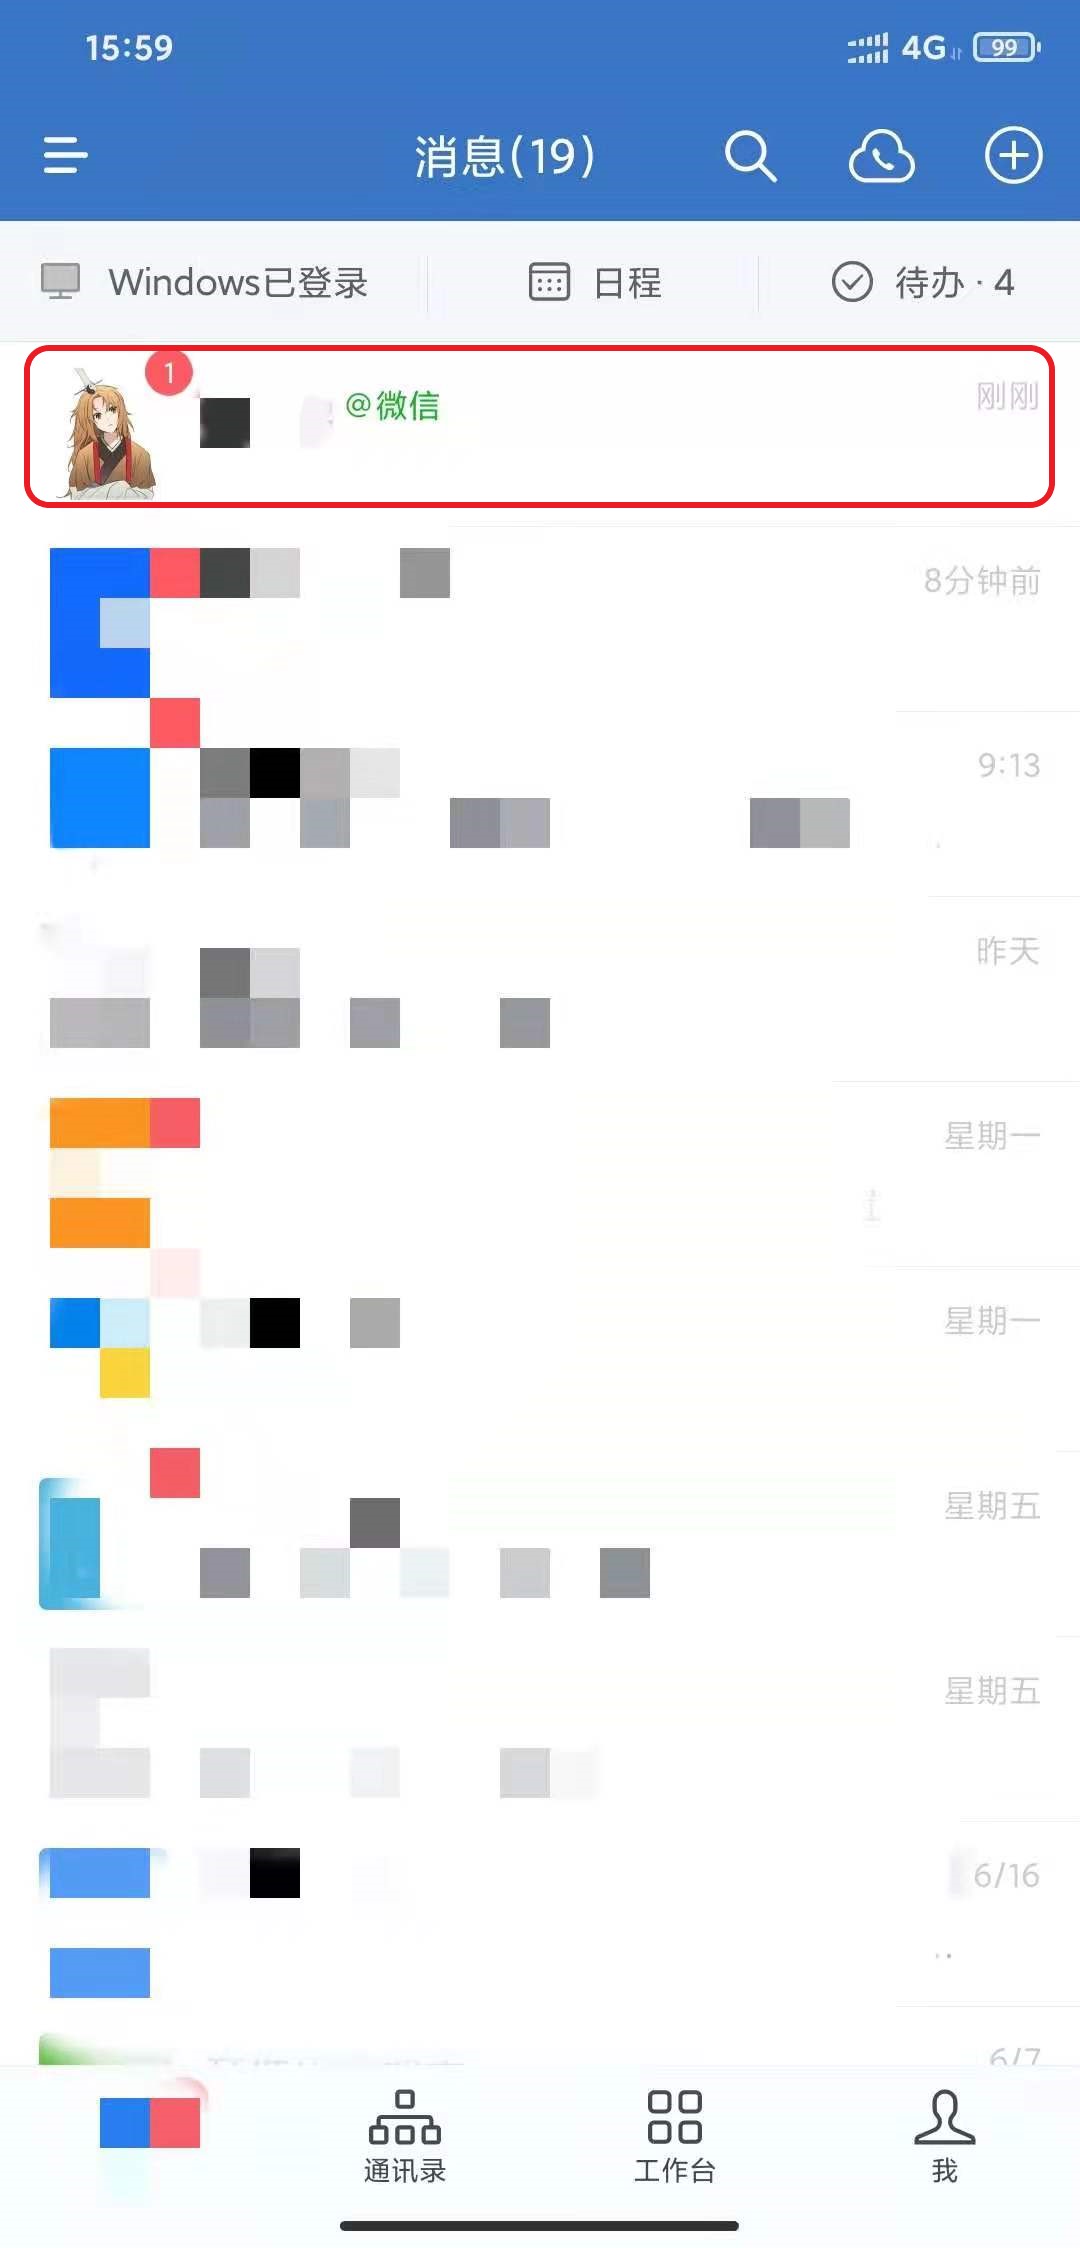 15:59 4G 99
消息(19)
Windows已登录 日程 待办 · 4
1
@微信 刚刚
8分钟前
9:13
昨天
星期一
星期一
星期五
星期五
6/16
6/7
通讯录 工作台 我